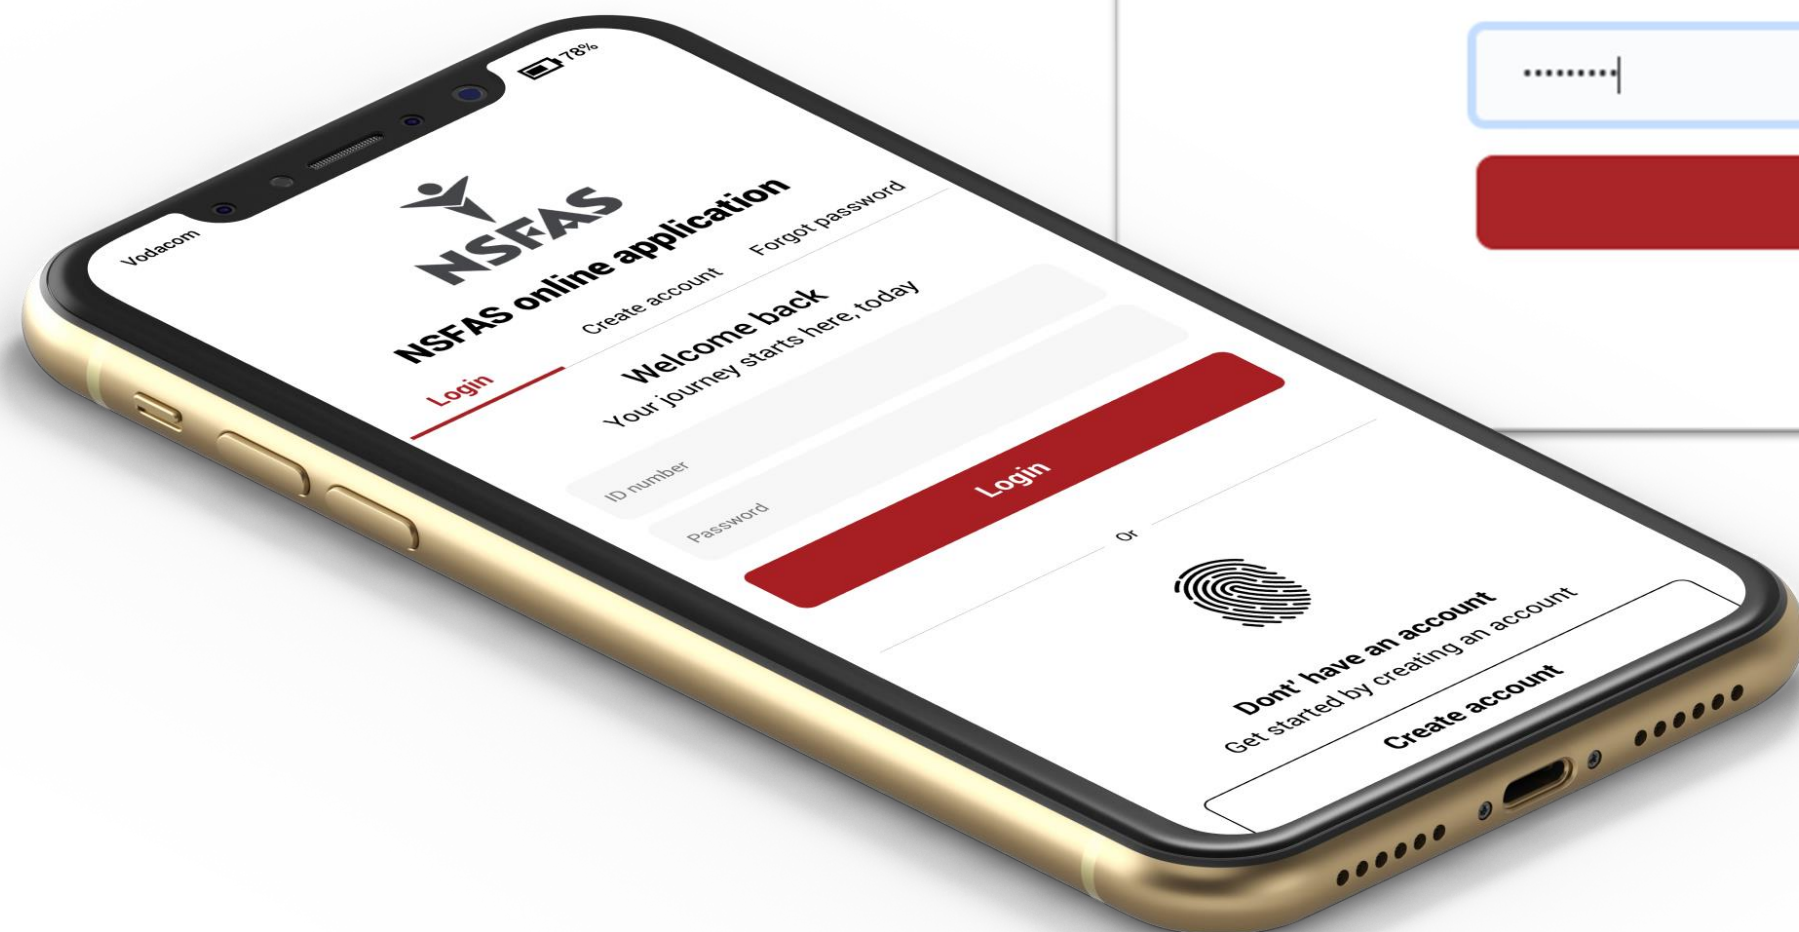 Vodacom
78%
NSFAS
NSFAS online application
Login
Create account
Forgot password
Welcome back
Your journey starts here, today
ID number
Password
Login
Or
Dont' have an account
Get started by creating an account
Create account